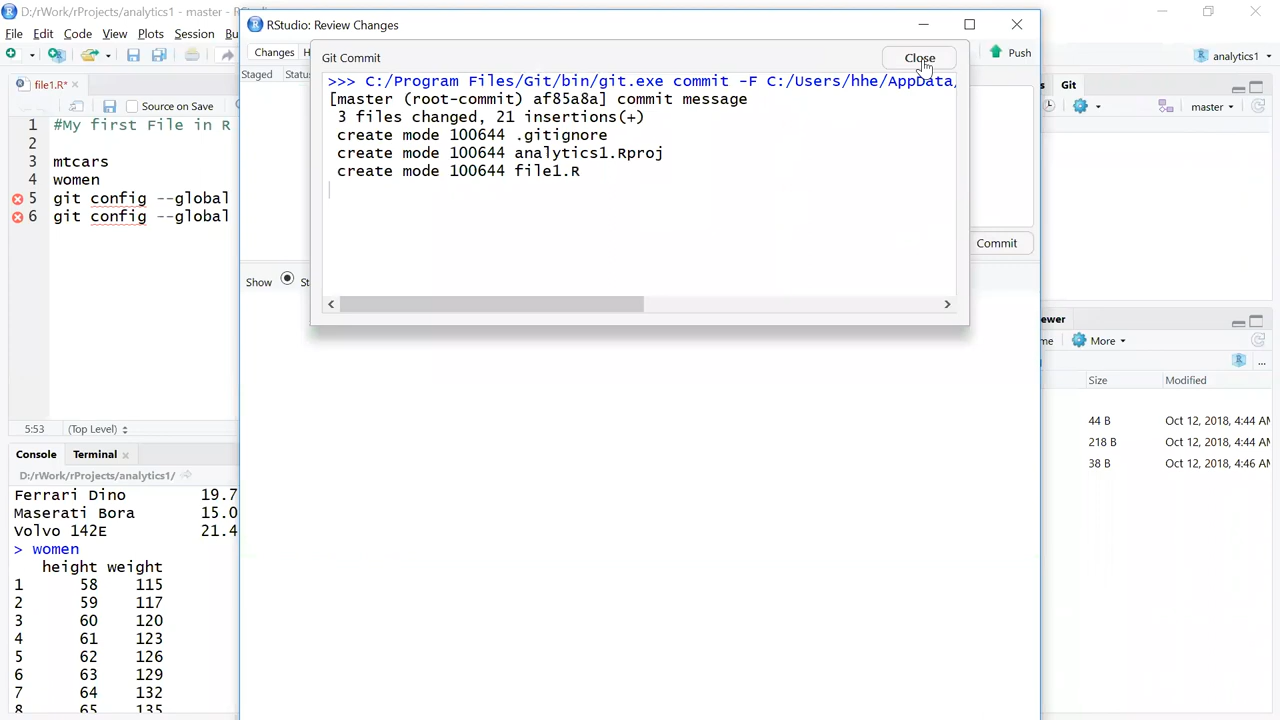 D:/rWork/rProjects/analytics1 - master - R
File Edit Code View Plots Session Bu
analytics1
file1.R*
Source on Save
1 #My first File in R
2
3 mtcars
4 women
5 git config --global
6 git config --global
5:53 (Top Level)
Console Terminal
D:/rWork/rProjects/analytics1/
Ferrari Dino 19.7
Maserati Bora 15.0
Volvo 142E 21.4
> women
height weight
1 58 115
2 59 117
3 60 120
4 61 123
5 62 126
6 63 129
7 64 132
8 65 135
RStudio: Review Changes
Changes H
Push
Staged Status
Git Commit
Close
>>> C:/Program Files/Git/bin/git.exe commit -F C:/Users/hhe/AppData/
[master (root-commit) af85a8a] commit message
3 files changed, 21 insertions(+)
create mode 100644 .gitignore
create mode 100644 analytics1.Rproj
create mode 100644 file1.R
Commit
Show St
s Git
master
ewer
me More
...
Size Modified
44 B Oct 12, 2018, 4:44 AM
218 B Oct 12, 2018, 4:44 AM
38 B Oct 12, 2018, 4:46 AM